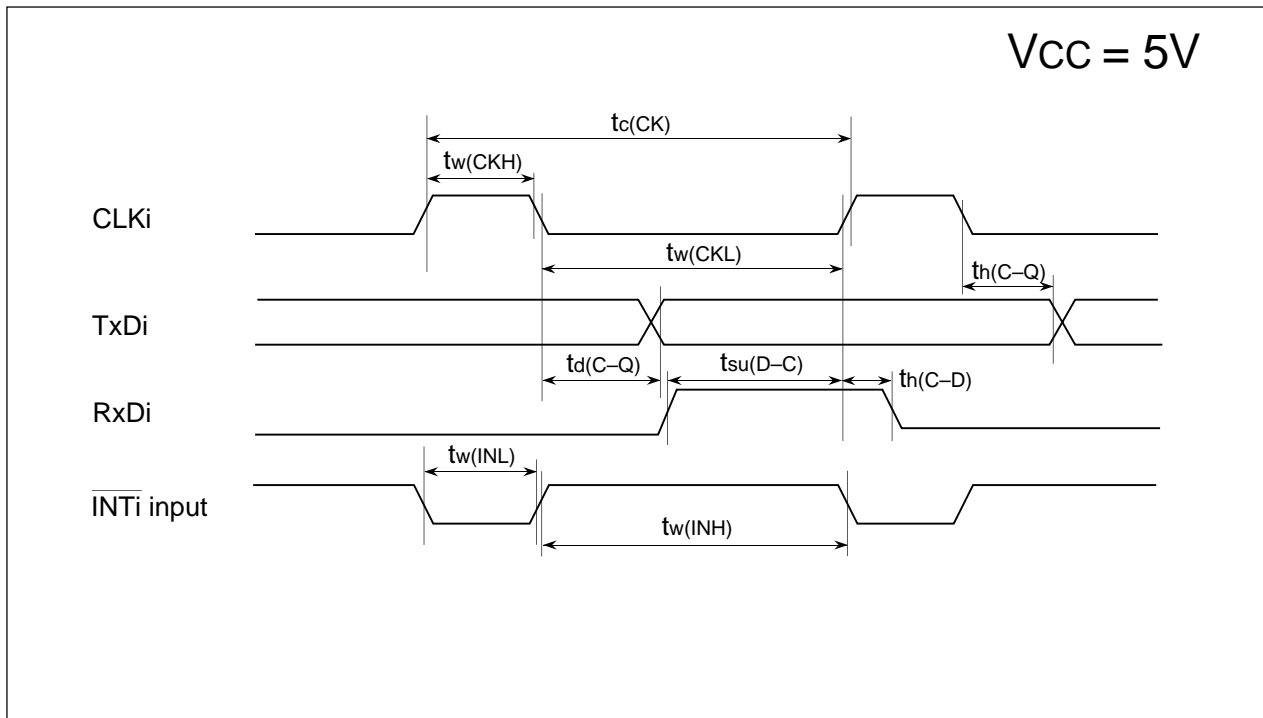 VCC = 5V
tc(CK)
tw(CKH)
CLKi
tw(CKL)
th(C–Q)
TxDi
td(C–Q)
tsu(D–C)
th(C–D)
RxDi
tw(INL)
INTi input
tw(INH)